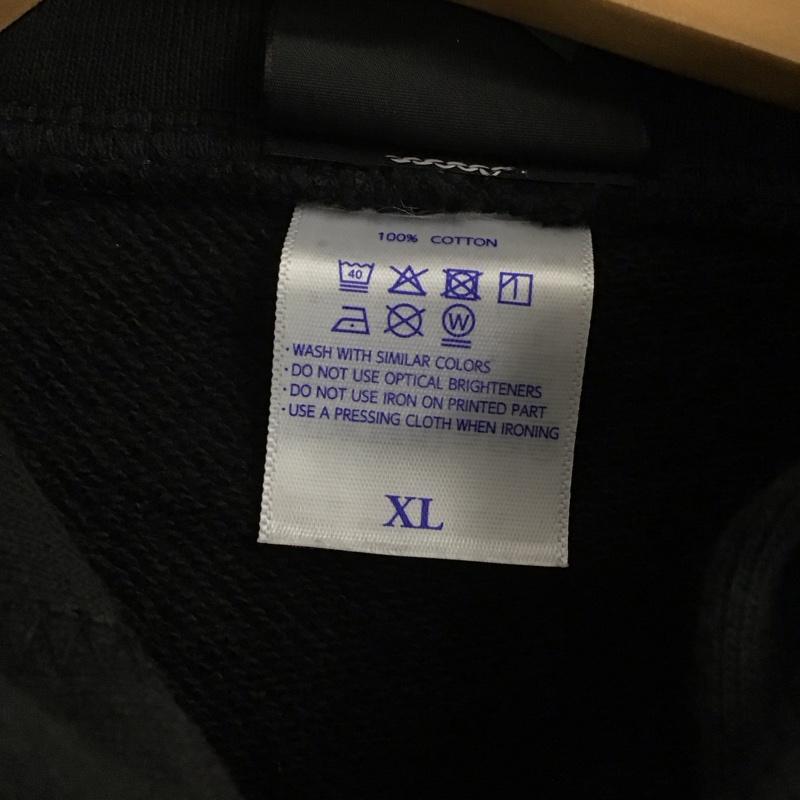 100% COTTON
40
W
·WASH WITH SIMILAR COLORS
·DO NOT USE OPTICAL BRIGHTENERS
·DO NOT USE IRON ON PRINTED PART
·USE A PRESSING CLOTH WHEN IRONING
XL